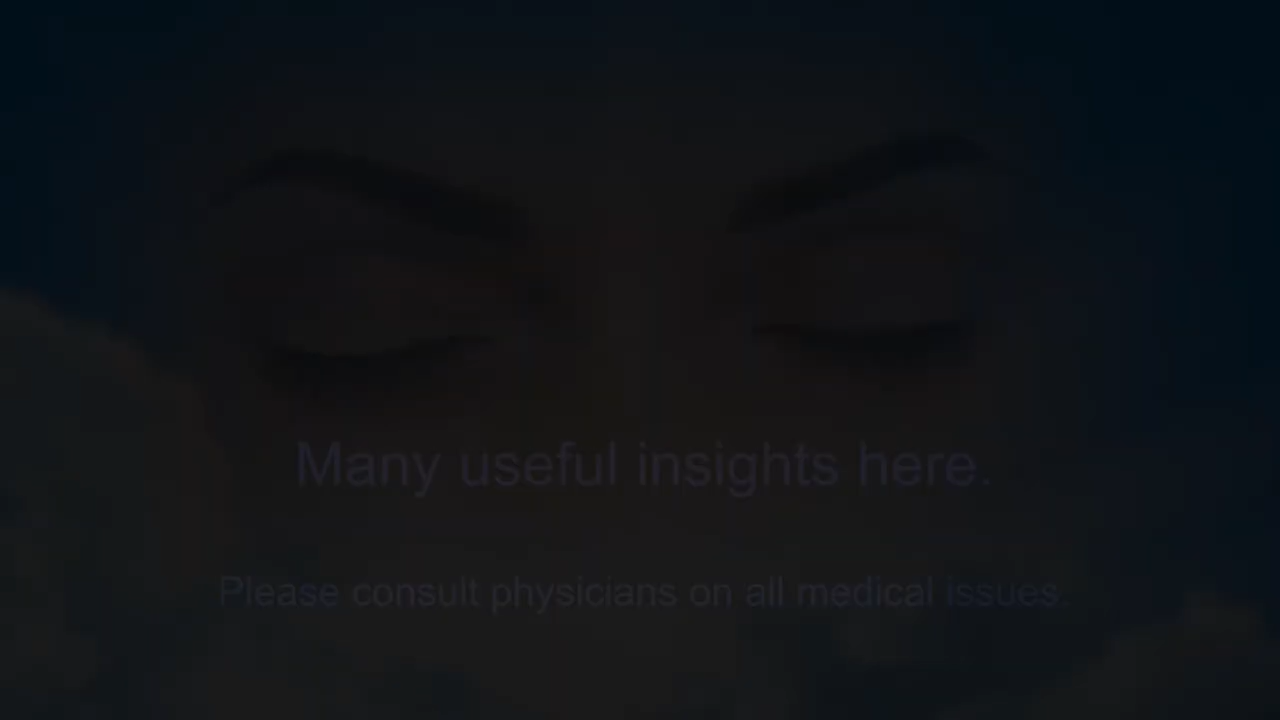 Many useful insights here.
Please consult physicians on all medical issues